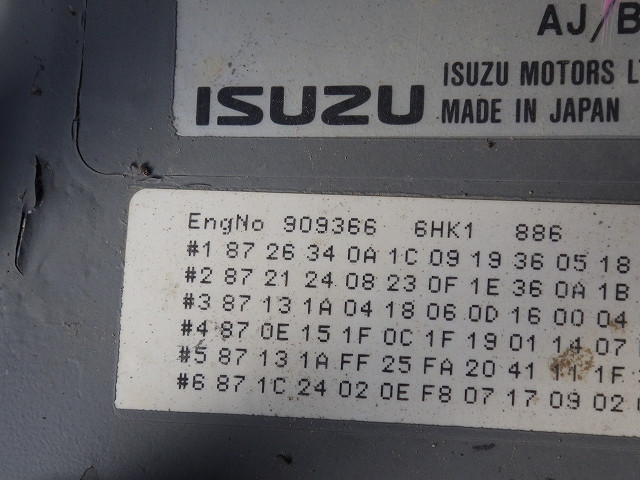 AJ/B
ISUZU MOTORS LT
ISUZU MADE IN JAPAN
EngNo 909366 6HK1 886
#1 87 26 34 0A 1C 09 19 36 05 18
#2 87 21 24 08 23 0F 1E 36 0A 1B
#3 87 13 1A 04 18 06 0D 16 00 04
#4 87 0E 15 1F 0C 1F 19 01 14 07
#5 87 13 1A FF 25 FA 20 41 11 1F
#6 87 1C 24 02 0E F8 07 17 09 02